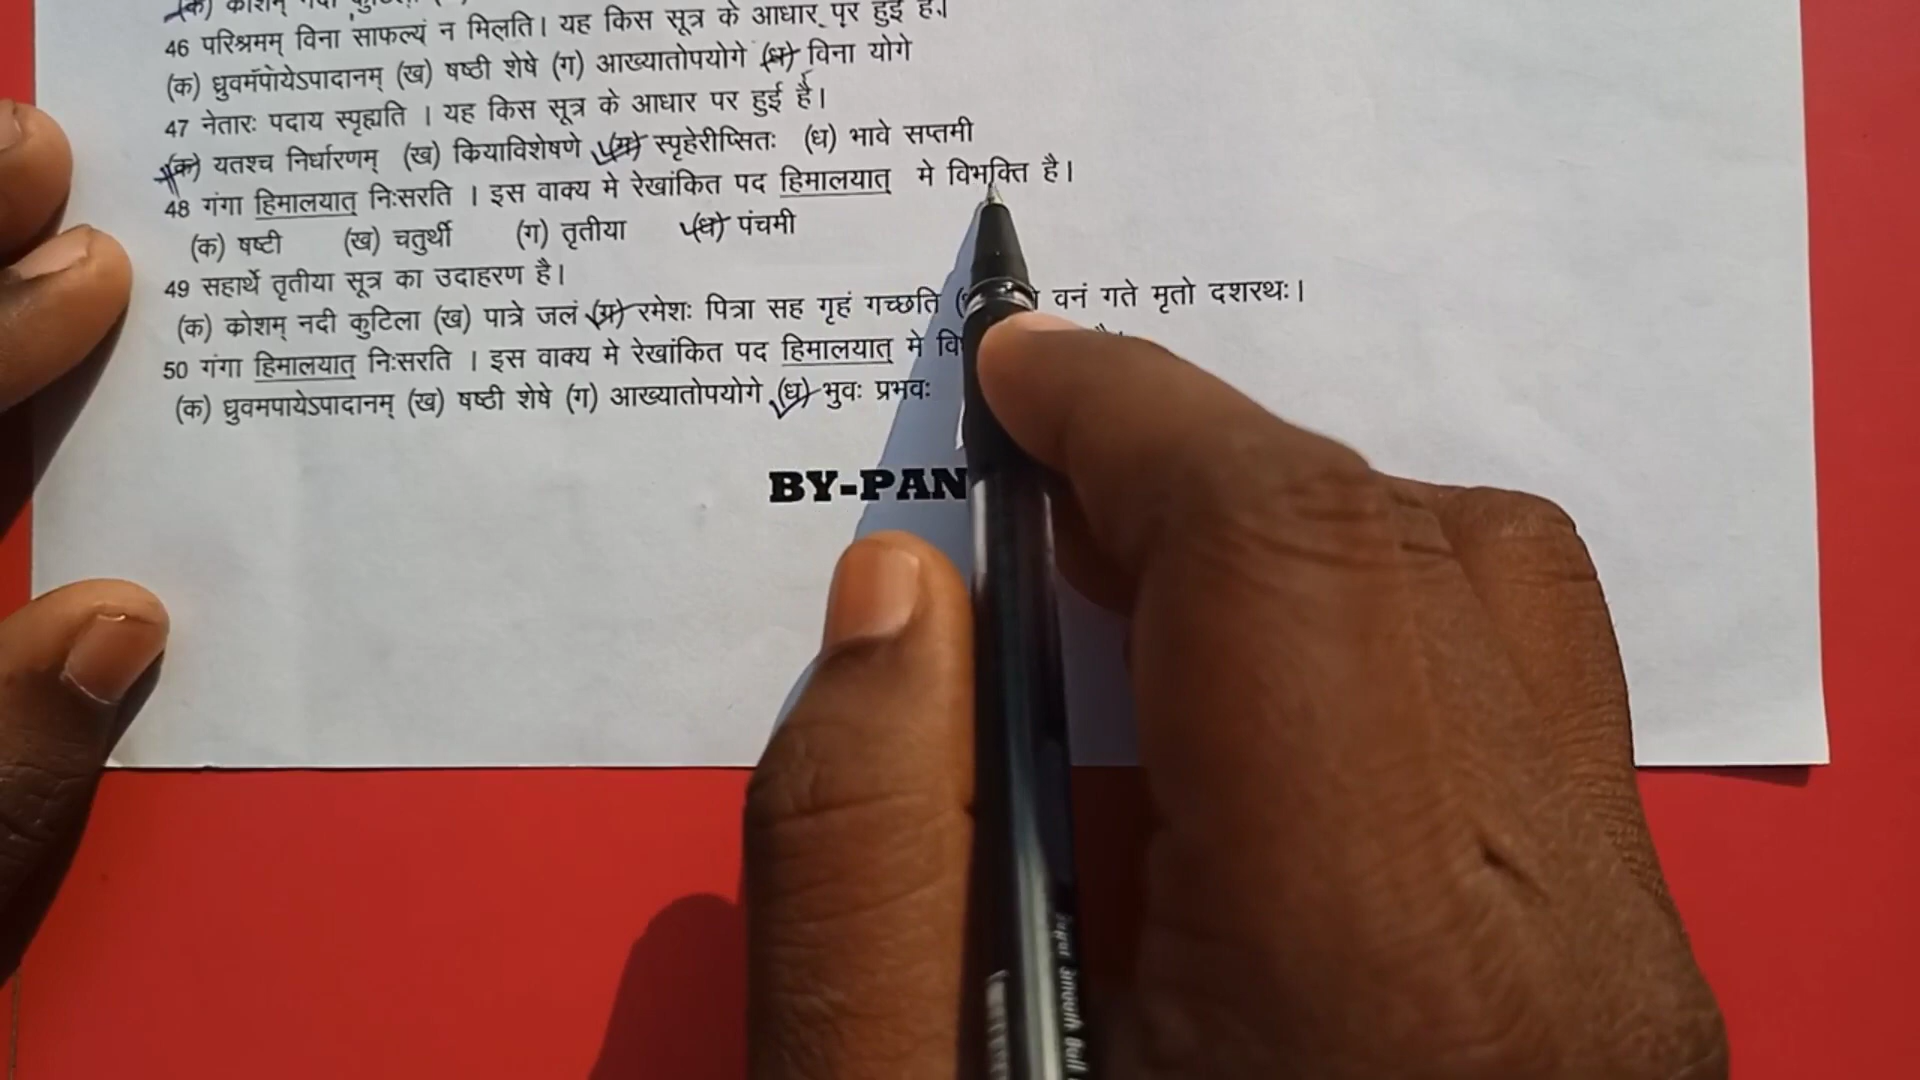 (क) कोशम् नदी कुटिला
46 परिश्रमम् विना साफल्यं न मिलति। यह किस सूत्र के आधार पर हुई है।
(क) ध्रुवमपायेऽपादानम् (ख) षष्ठी शेषे (ग) आख्यातोपयोगे (ध) विना योगे
47 नेतारः पदाय स्पृह्यति । यह किस सूत्र के आधार पर हुई है।
(क) यतश्च निर्धारणम् (ख) कियाविशेषणे (ग) स्पृहेरीप्सितः (ध) भावे सप्तमी
48 गंगा हिमालयात् निःसरति । इस वाक्य मे रेखांकित पद हिमालयात् मे विभक्ति है।
(क) षष्टी (ख) चतुर्थी (ग) तृतीया (ध) पंचमी
49 सहार्थे तृतीया सूत्र का उदाहरण है।
(क) कोशम् नदी कुटिला (ख) पात्रे जलं (ग) रमेशः पित्रा सह गृहं गच्छति वनं गते मृतो दशरथः।
50 गंगा हिमालयात् निःसरति । इस वाक्य मे रेखांकित पद हिमालयात् मे
(क) ध्रुवमपायेऽपादानम् (ख) षष्ठी शेषे (ग) आख्यातोपयोगे (ध) भुवः प्रभवः
BY-PAN